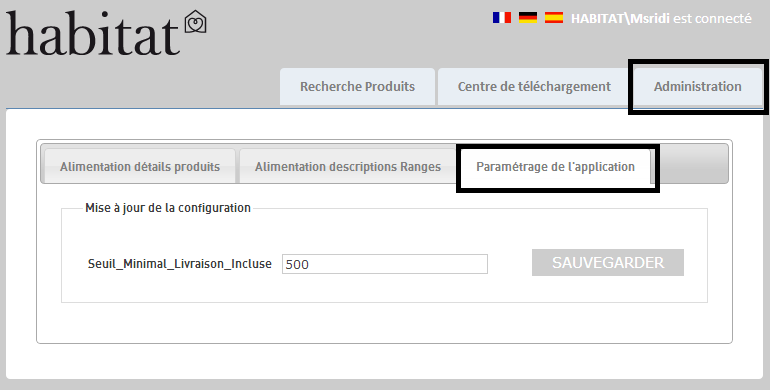 habitat
HABITAT\Msridi est connecté
Recherche Produits
Centre de téléchargement
Administration
Alimentation détails produits
Alimentation descriptions Ranges
Paramétrage de l'application
Mise à jour de la configuration
Seuil_Minimal_Livraison_Incluse
500
SAUVEGARDER